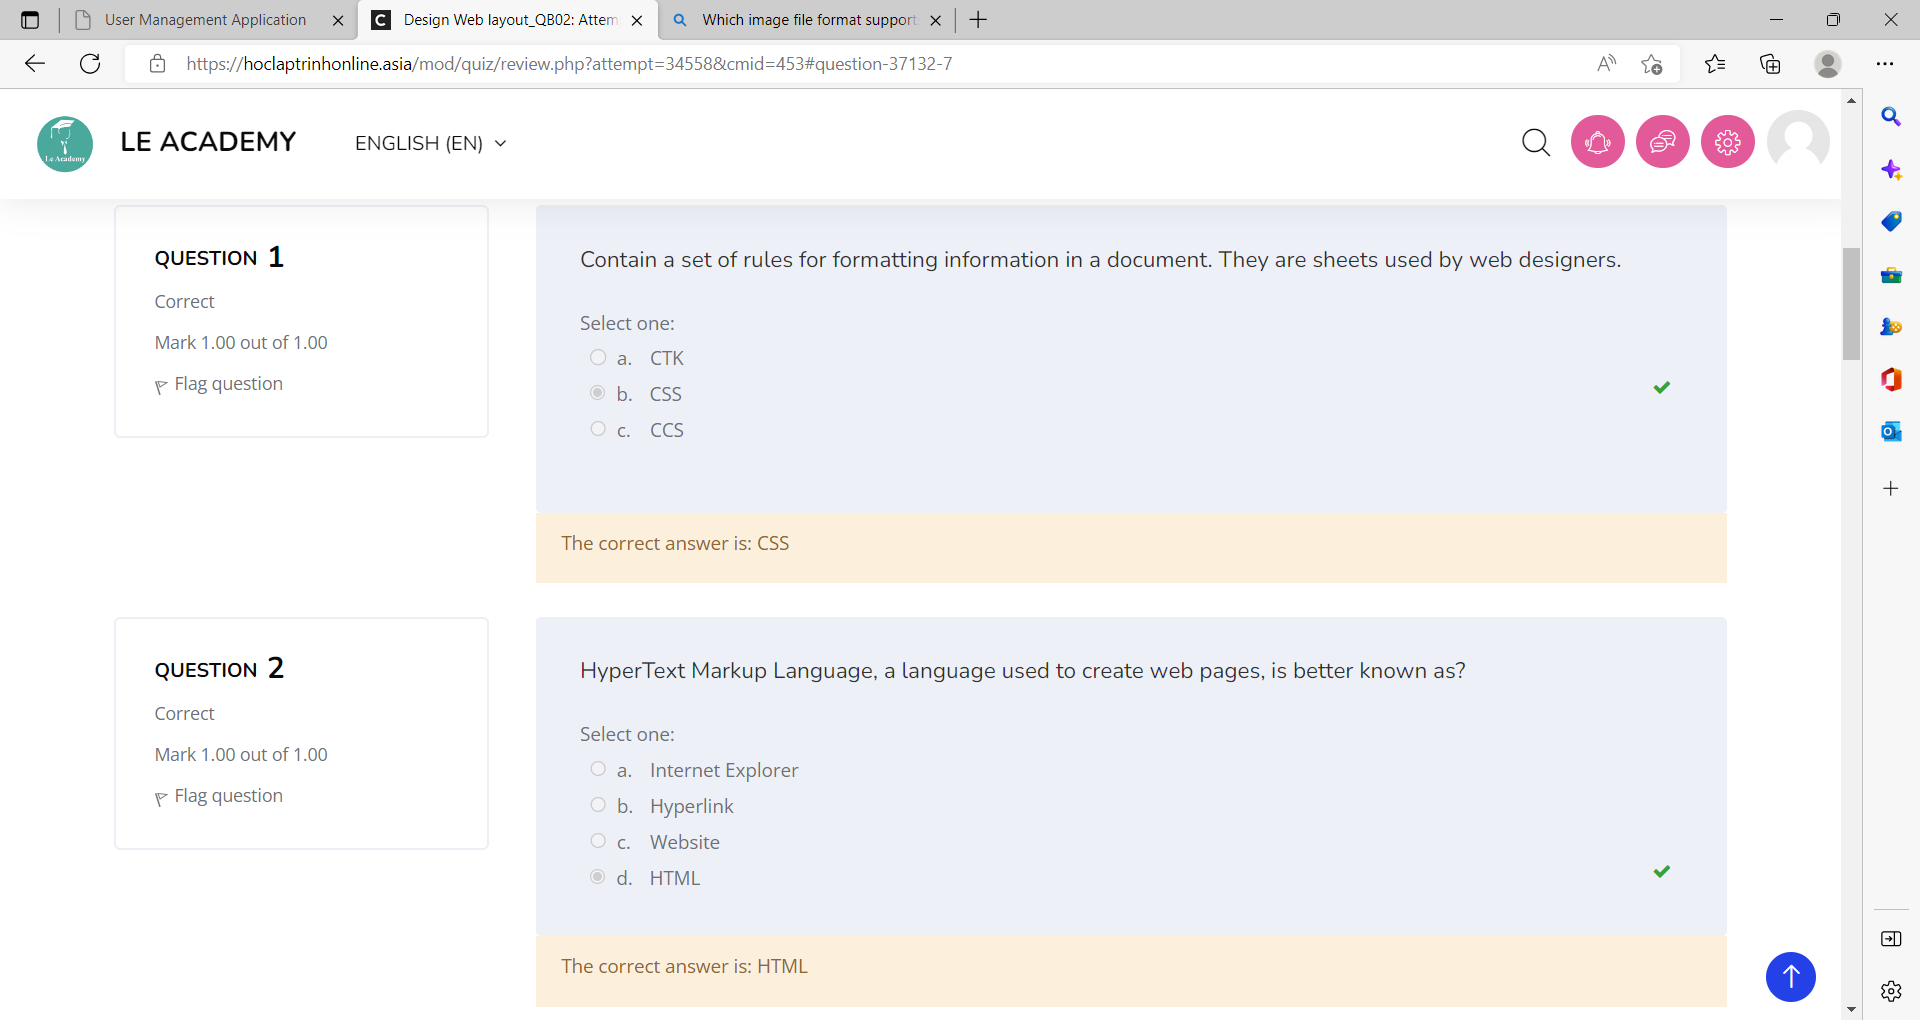 User Management Application
Design Web layout_QB02: Attem
Which image file format support
https://hoclaptrinhonline.asia/mod/quiz/review.php?attempt=34558&cmid=453#question-37132-7
Le Academy
LE ACADEMY
ENGLISH (EN)
QUESTION 1
Correct
Mark 1.00 out of 1.00
Flag question
Contain a set of rules for formatting information in a document. They are sheets used by web designers.
Select one:
a. CTK
b. CSS
c. CCS
The correct answer is: CSS
QUESTION 2
Correct
Mark 1.00 out of 1.00
Flag question
HyperText Markup Language, a language used to create web pages, is better known as?
Select one:
a. Internet Explorer
b. Hyperlink
c. Website
d. HTML
The correct answer is: HTML